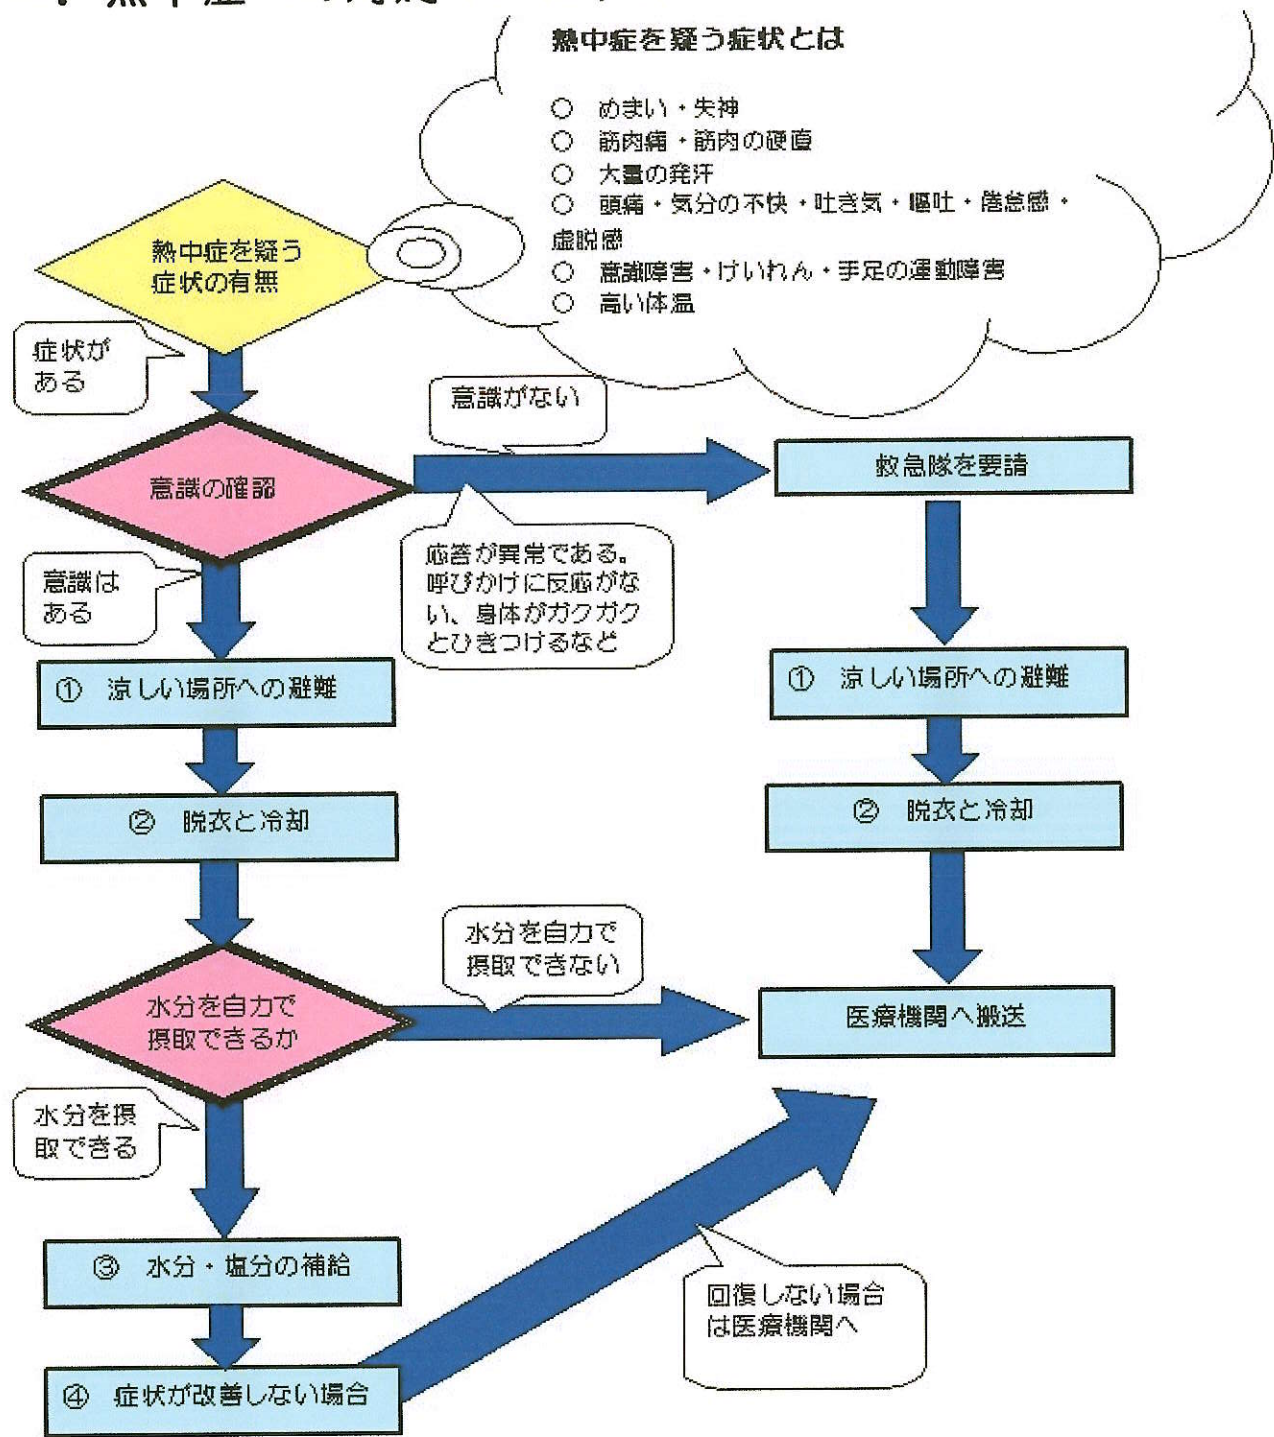 熱中症を疑う症状とは
○ めまい・失神
○ 筋肉痛・筋肉の硬直
○ 大量の発汗
○ 頭痛・気分の不快・吐き気・嘔吐・倦怠感・
虚脱感
○ 意識障害・けいれん・手足の運動障害
○ 高い体温
熱中症を疑う
症状の有無
症状が
ある
意識がない
意識の確認
救急隊を要請
応答が異常である。
呼びかけに反応がな
い、身体がガクガク
とひきつけるなど
意識は
ある
① 涼しい場所への避難
① 涼しい場所への避難
② 脱衣と冷却
② 脱衣と冷却
水分を自力で
摂取できない
水分を自力で
摂取できるか
医療機関へ搬送
水分を摂
取できる
③ 水分・塩分の補給
回復しない場合
は医療機関へ
④ 症状が改善しない場合